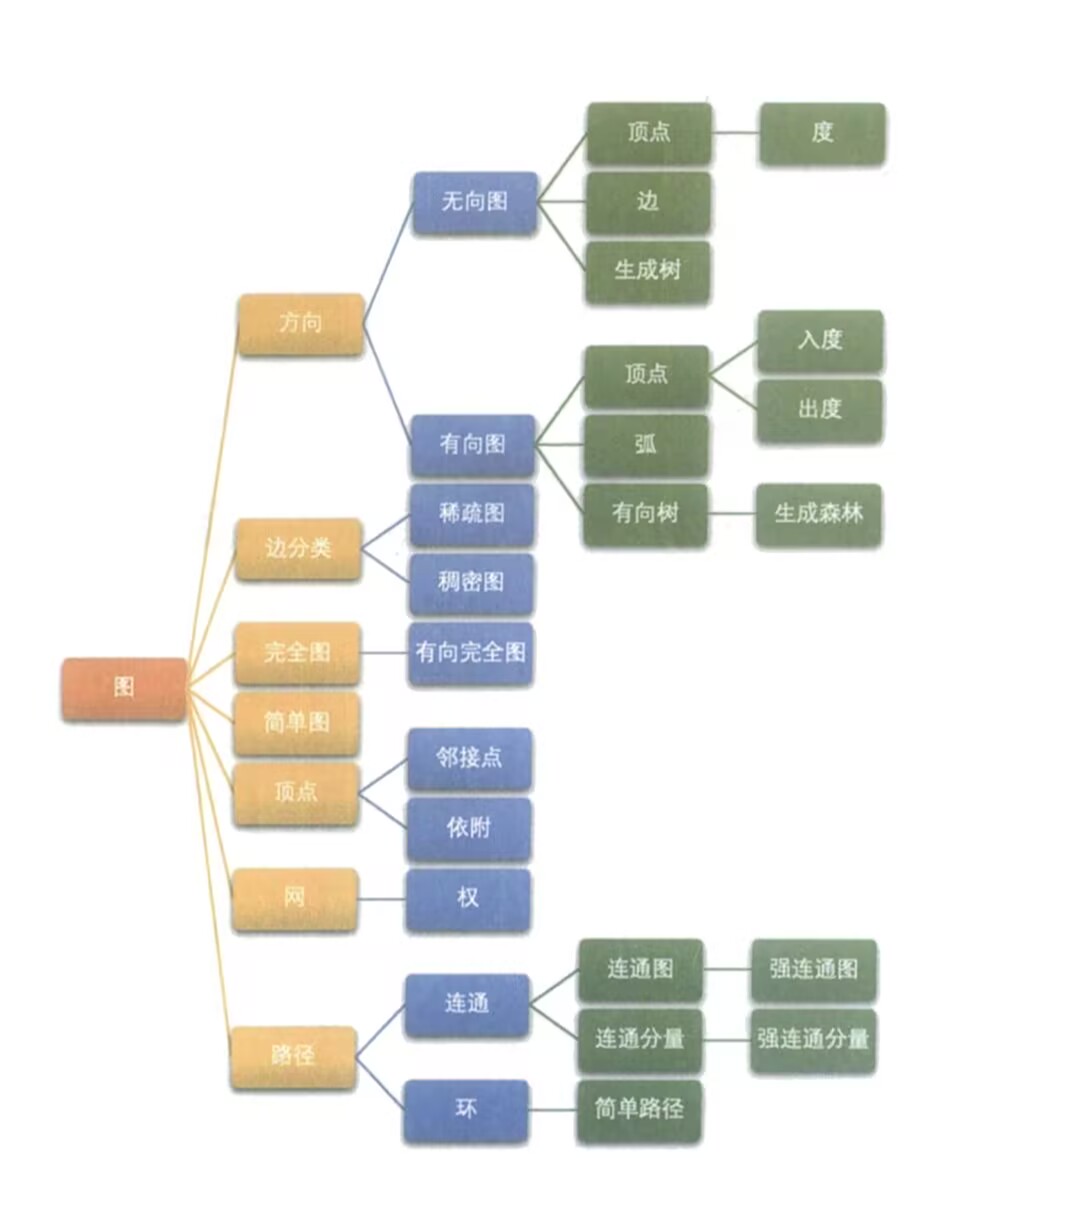 顶点
度
无向图
边
生成树
方向
入度
顶点
出度
有向图
弧
稀疏图
有向树
生成森林
边分类
稠密图
完全图
有向完全图
图
简单图
邻接点
顶点
依附
网
权
连通图
强连通图
连通
连通分量
强连通分量
路径
环
简单路径